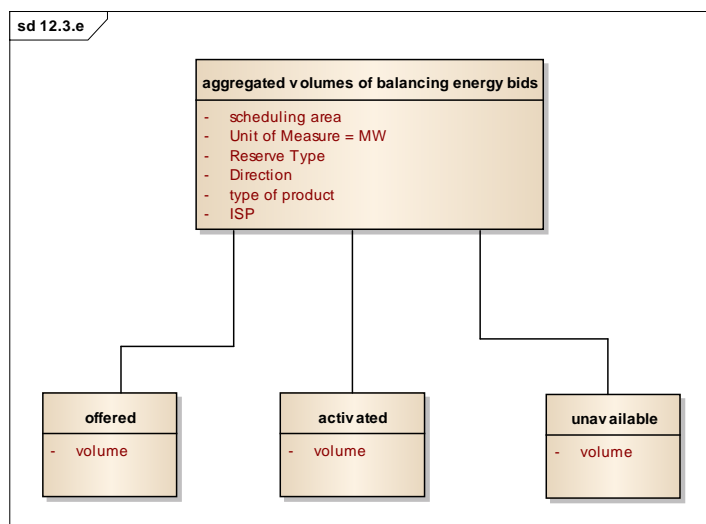 sd 12.3.e
aggregated volumes of balancing energy bids
- scheduling area
- Unit of Measure = MW
- Reserve Type
- Direction
- type of product
- ISP
offered
- volume
activated
- volume
unavailable
- volume